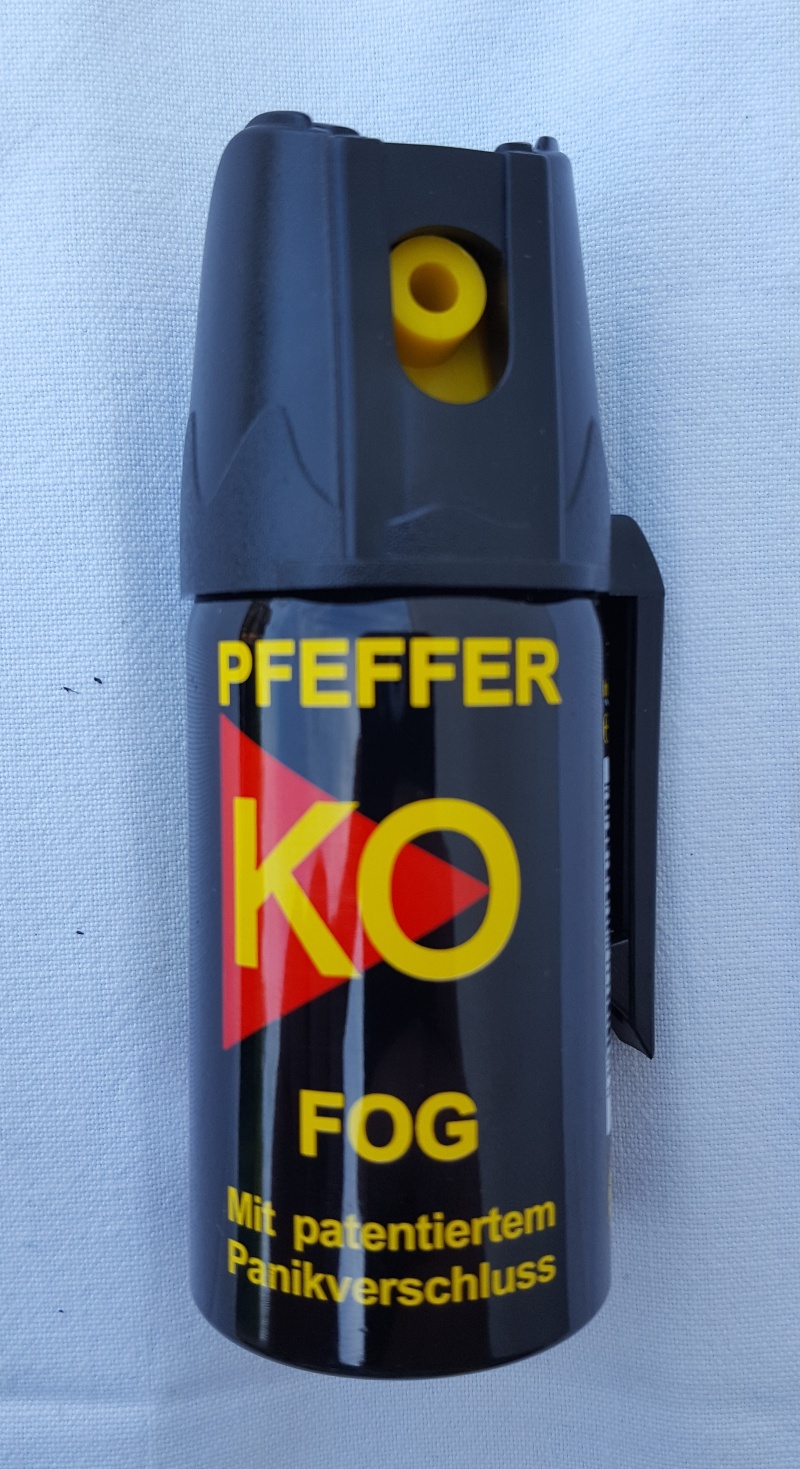 PFEFFER
KO
FOG
Mit patentiertem
Panikverschluss